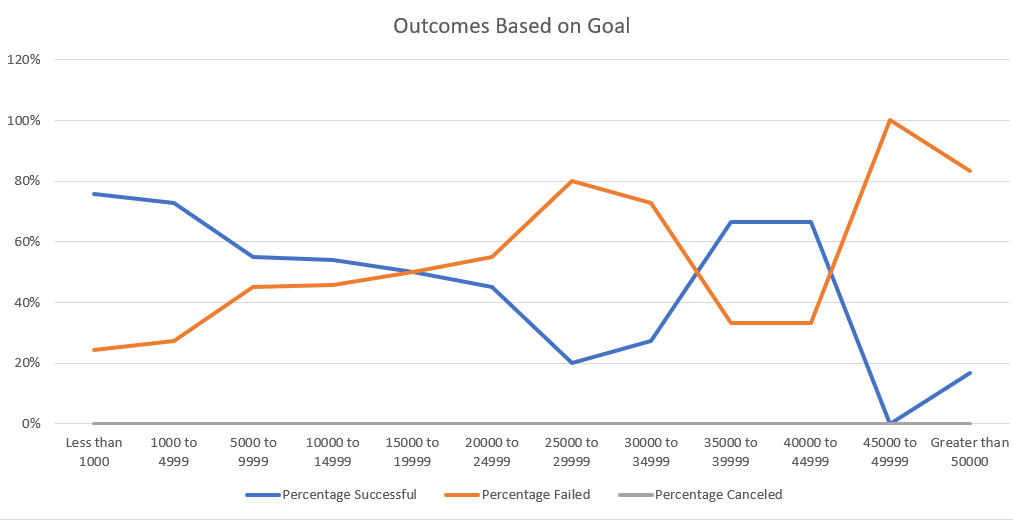 Outcomes Based on Goal
120%
100%
80%
60%
40%
20%
0%
Less than 1000 to 5000 to 10000 to 15000 to 20000 to 25000 to 30000 to 35000 to 40000 to 45000 to Greater than
1000 4999 9999 14999 19999 24999 29999 34999 39999 44999 49999 50000
Percentage Successful Percentage Failed Percentage Canceled